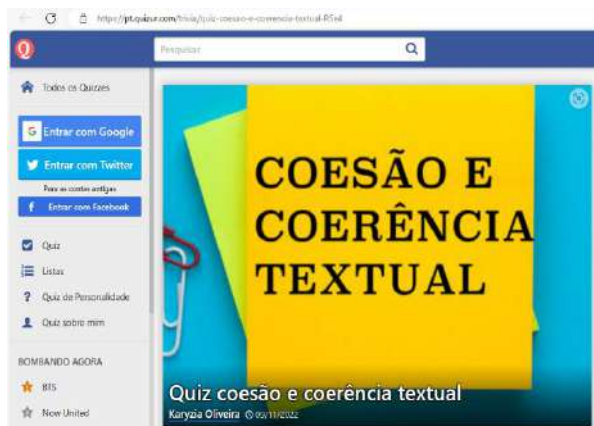 https://pt.quizur.com/trivia/quiz-coesao-e-coerencia-textual-R5e4
Q
Pesquisar
Todos os Quizzes
G Entrar com Google
Entrar com Twitter
Para as contas antigas
f Entrar com Facebook
Quiz
Listas
? Quiz de Personalidade
Quiz sobre mim
BOMBANDO AGORA
BTS
Now United
COESÃO E
COERÊNCIA
TEXTUAL
Quiz coesão e coerência textual
Karyzia Oliveira 09/11/2022